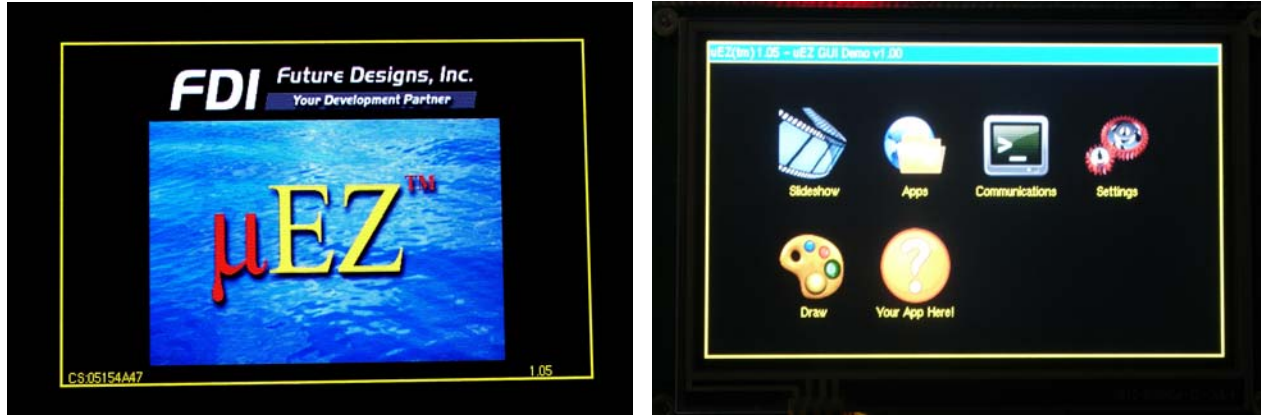 FDI
Future Designs, Inc.
Your Development Partner
µEZ™
CS:05154A47
1.05
uEZ(tm) 1.05 - uEZ GUI Demo v1.00
Slideshow
Apps
Communications
Settings
Draw
Your App Here!